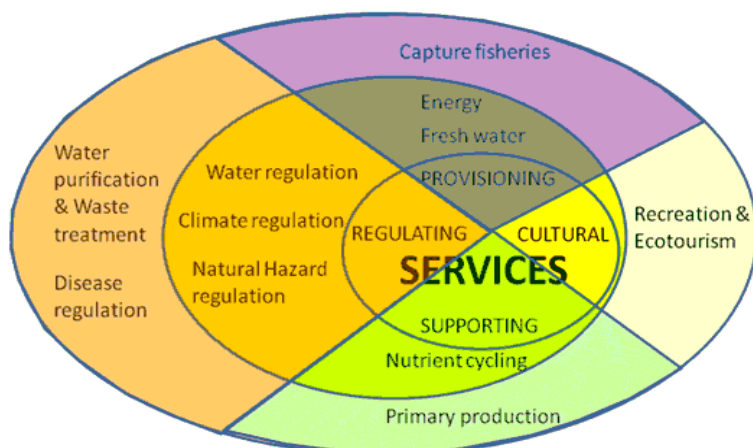 Capture fisheries
Energy
Fresh water
PROVISIONING
Water
purification
& Waste
treatment
Disease
regulation
Water regulation
Climate regulation
Natural Hazard
regulation
REGULATING
CULTURAL
Recreation &
Ecotourism
SERVICES
SUPPORTING
Nutrient cycling
Primary production